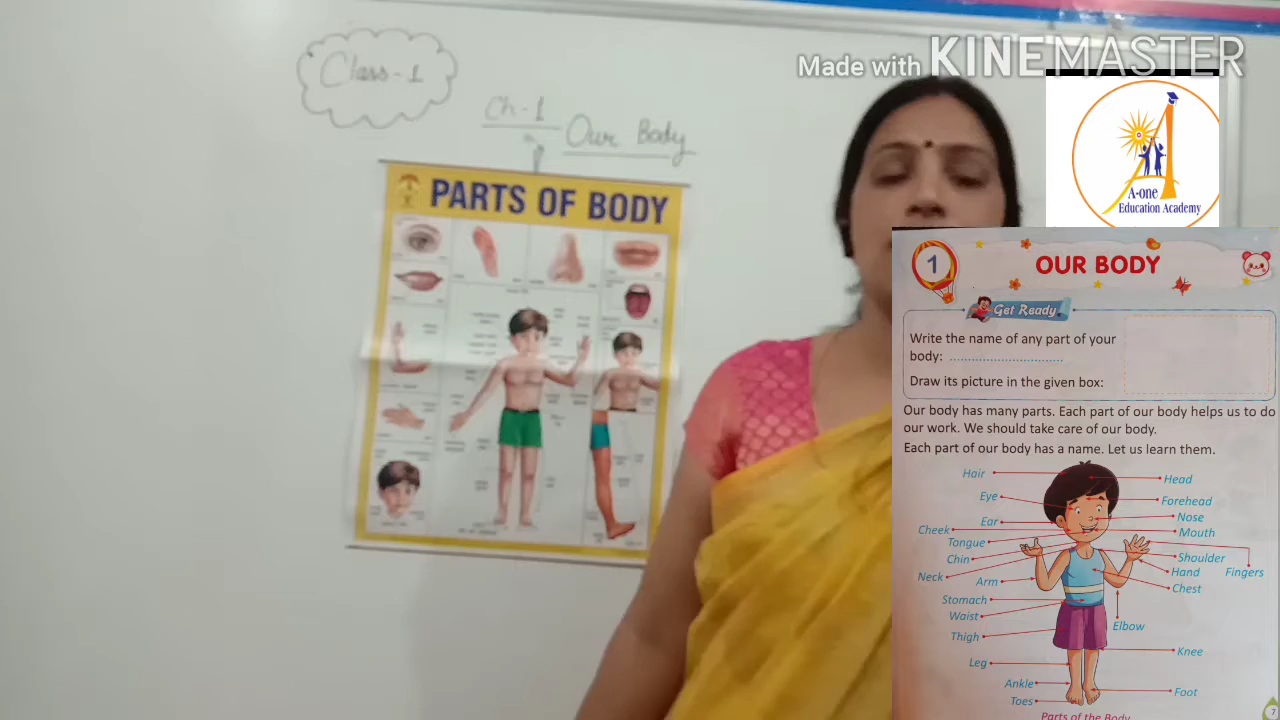 Made with KINEMASTER
Class-1
Ch-1
Our Body
PARTS OF BODY
A-one
Education Academy
1
OUR BODY
Get Ready
Write the name of any part of your
body: ............................
Draw its picture in the given box:
Our body has many parts. Each part of our body helps us to do
our work. We should take care of our body.
Each part of our body has a name. Let us learn them.
Hair
Head
Eye
Forehead
Ear
Nose
Cheek
Mouth
Tongue
Chin
Shoulder
Neck
Hand
Fingers
Arm
Chest
Stomach
Waist
Elbow
Thigh
Knee
Leg
Ankle
Foot
Toes
Parts of the Body
7